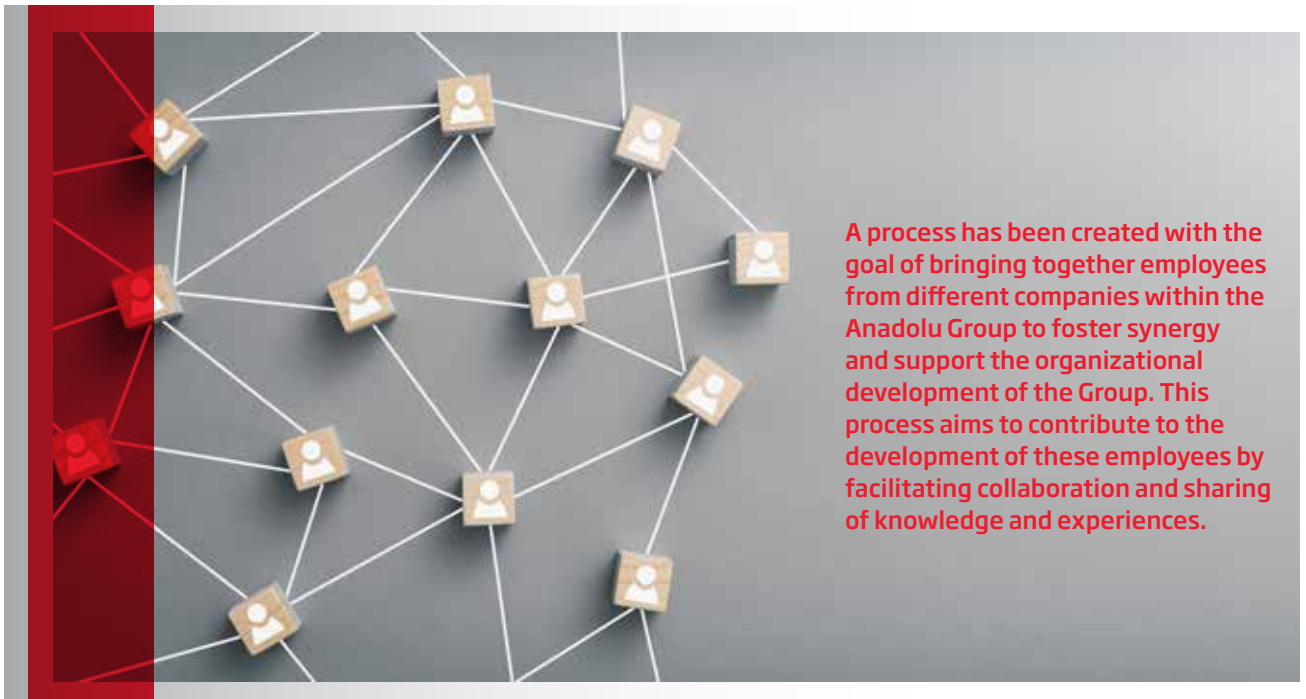 A process has been created with the
goal of bringing together employees
from different companies within the
Anadolu Group to foster synergy
and support the organizational
development of the Group. This
process aims to contribute to the
development of these employees by
facilitating collaboration and sharing
of knowledge and experiences.